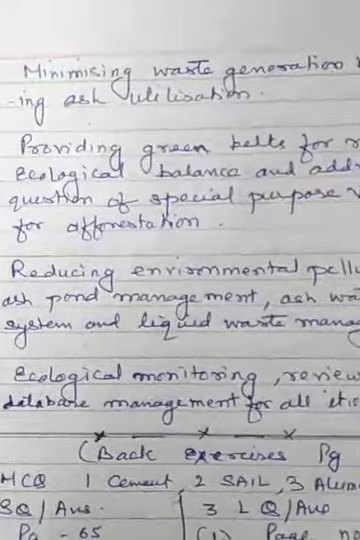 Minimising waste generation
-ing ash utilisation.
Providing green belts for
Ecological balance and add
question of special purpose
for afforestation.
Reducing environmental pollu
ash pond management, ash wa
system and liquid waste manag
Ecological monitoring, review
database management for all its
(Back exercises Pg
MCQ 1 Cement, 2 SAIL, 3 Alum
SQ/Ans. 3 LQ/Ans
Pg - 65 (1) Page no